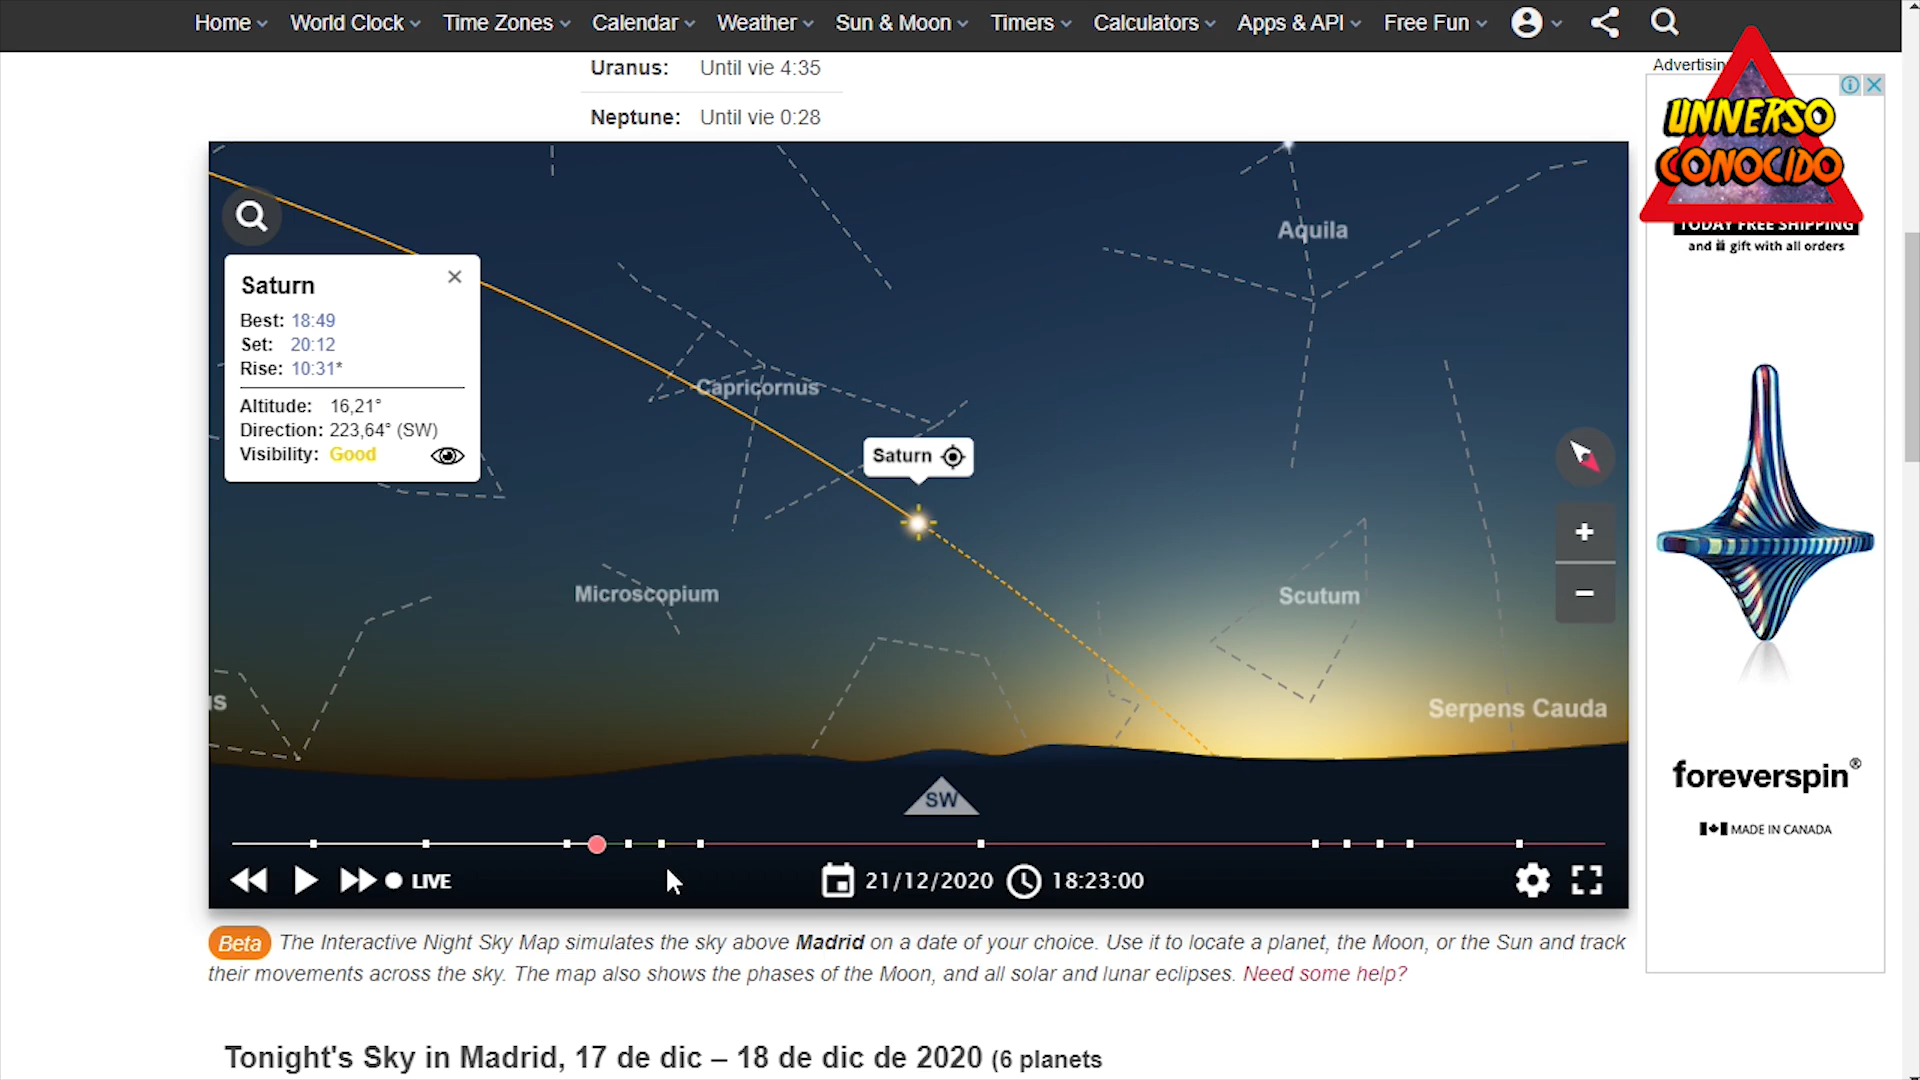 Home World Clock Time Zones Calendar Weather Sun & Moon Timers Calculators Apps & API Free Fun
Uranus: Until vie 4:35
Neptune: Until vie 0:28
Advertisin
UNIVERSO
CONOCIDO
TODAY FREE SHIPPING
and gift with all orders
Aquila
Saturn
Best: 18:49
Set: 20:12
Rise: 10:31*
Altitude: 16,21°
Direction: 223,64° (SW)
Visibility: Good
Capricornus
Saturn
Microscopium
Scutum
us
Serpens Cauda
SW
LIVE
21/12/2020
18:23:00
foreverspin®
MADE IN CANADA
Beta The Interactive Night Sky Map simulates the sky above Madrid on a date of your choice. Use it to locate a planet, the Moon, or the Sun and track
their movements across the sky. The map also shows the phases of the Moon, and all solar and lunar eclipses. Need some help?
Tonight's Sky in Madrid, 17 de dic – 18 de dic de 2020 (6 planets